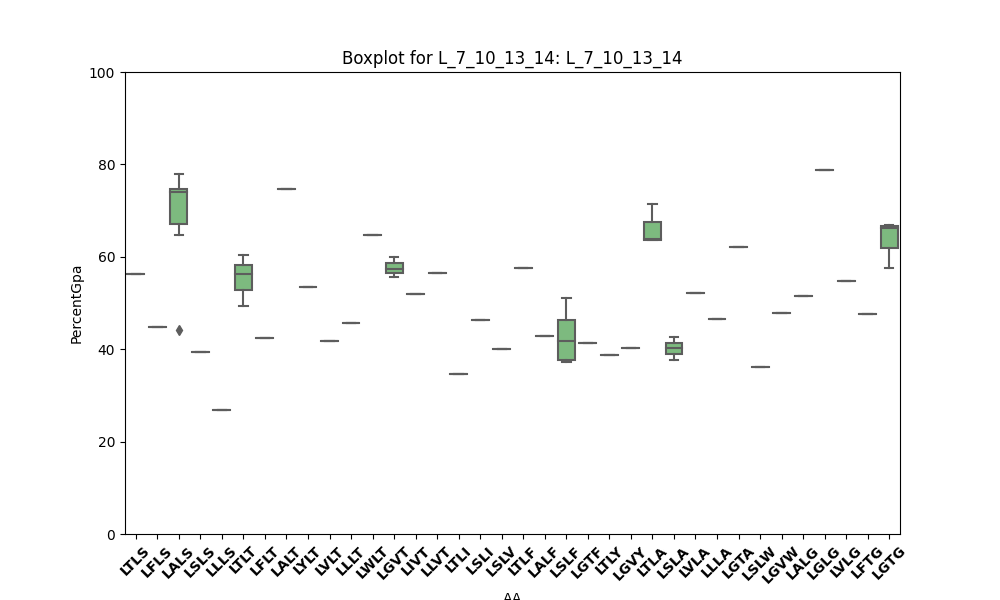 Boxplot for L_7_10_13_14: L_7_10_13_14
100
80
60
40
20
0
PercentGpa
LTLS LFLS LALS LSLS LLLS LTLT LFLT LALT LYLT LVLT LLLT LWLT LGVT LIVT LLVT LTLI LSLI LSLV LTLF LALF LSLF LGTF LTLY LGVY LTLA LSLA LVLA LLLA LGTA LSLW LGVW LALG LGLG LVLG LFTG LGTG
AA